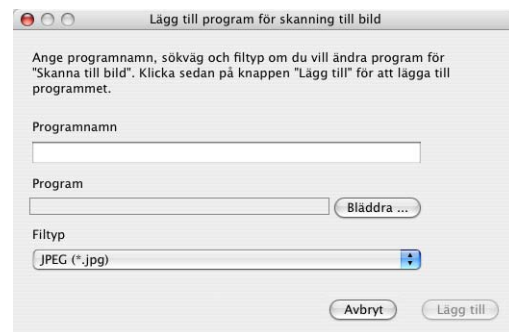 Lägg till program för skanning till bild
Ange programnamn, sökväg och filtyp om du vill ändra program för
"Skanna till bild". Klicka sedan på knappen "Lägg till" för att lägga till
programmet.
Programnamn
Program
Bläddra ...
Filtyp
JPEG (*.jpg)
Avbryt Lägg till